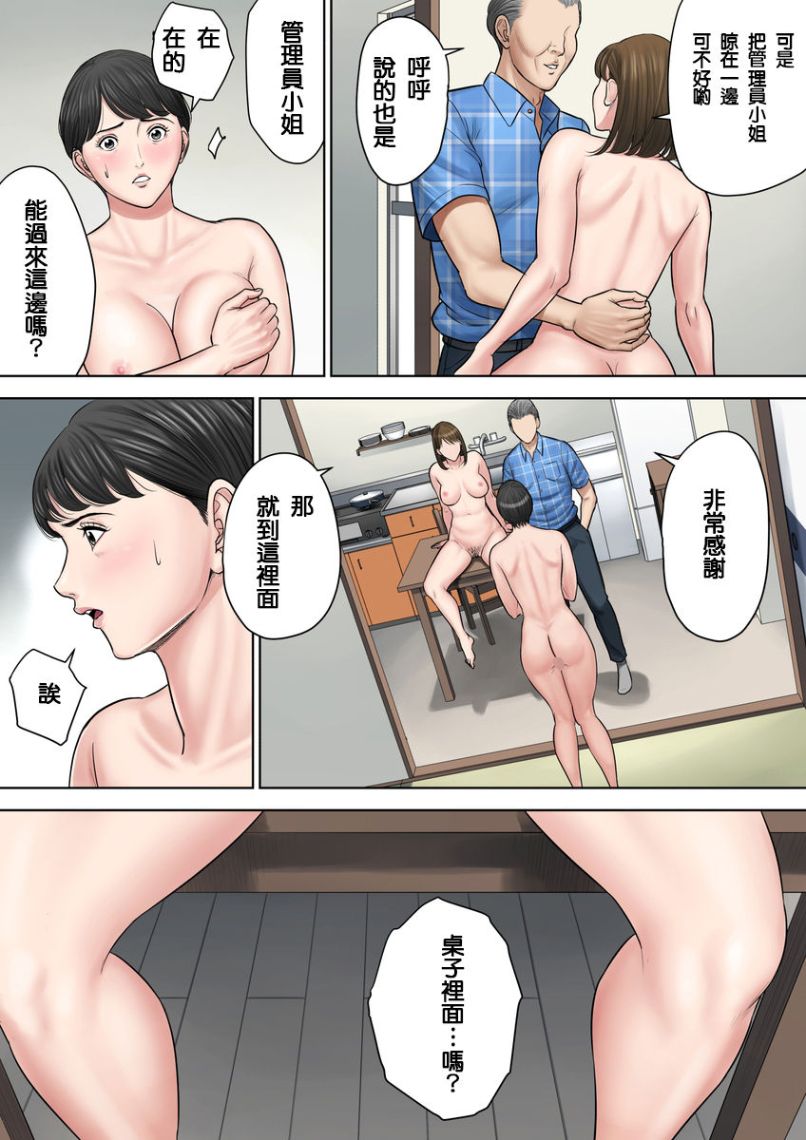 可是
把管理員小姐
晾在一邊
可不好喲
呼呼
說的也是
管理員小姐
在
在的
能過來這邊嗎？
非常感謝
那
就到這裡面
誒
桌子裡面…嗎？